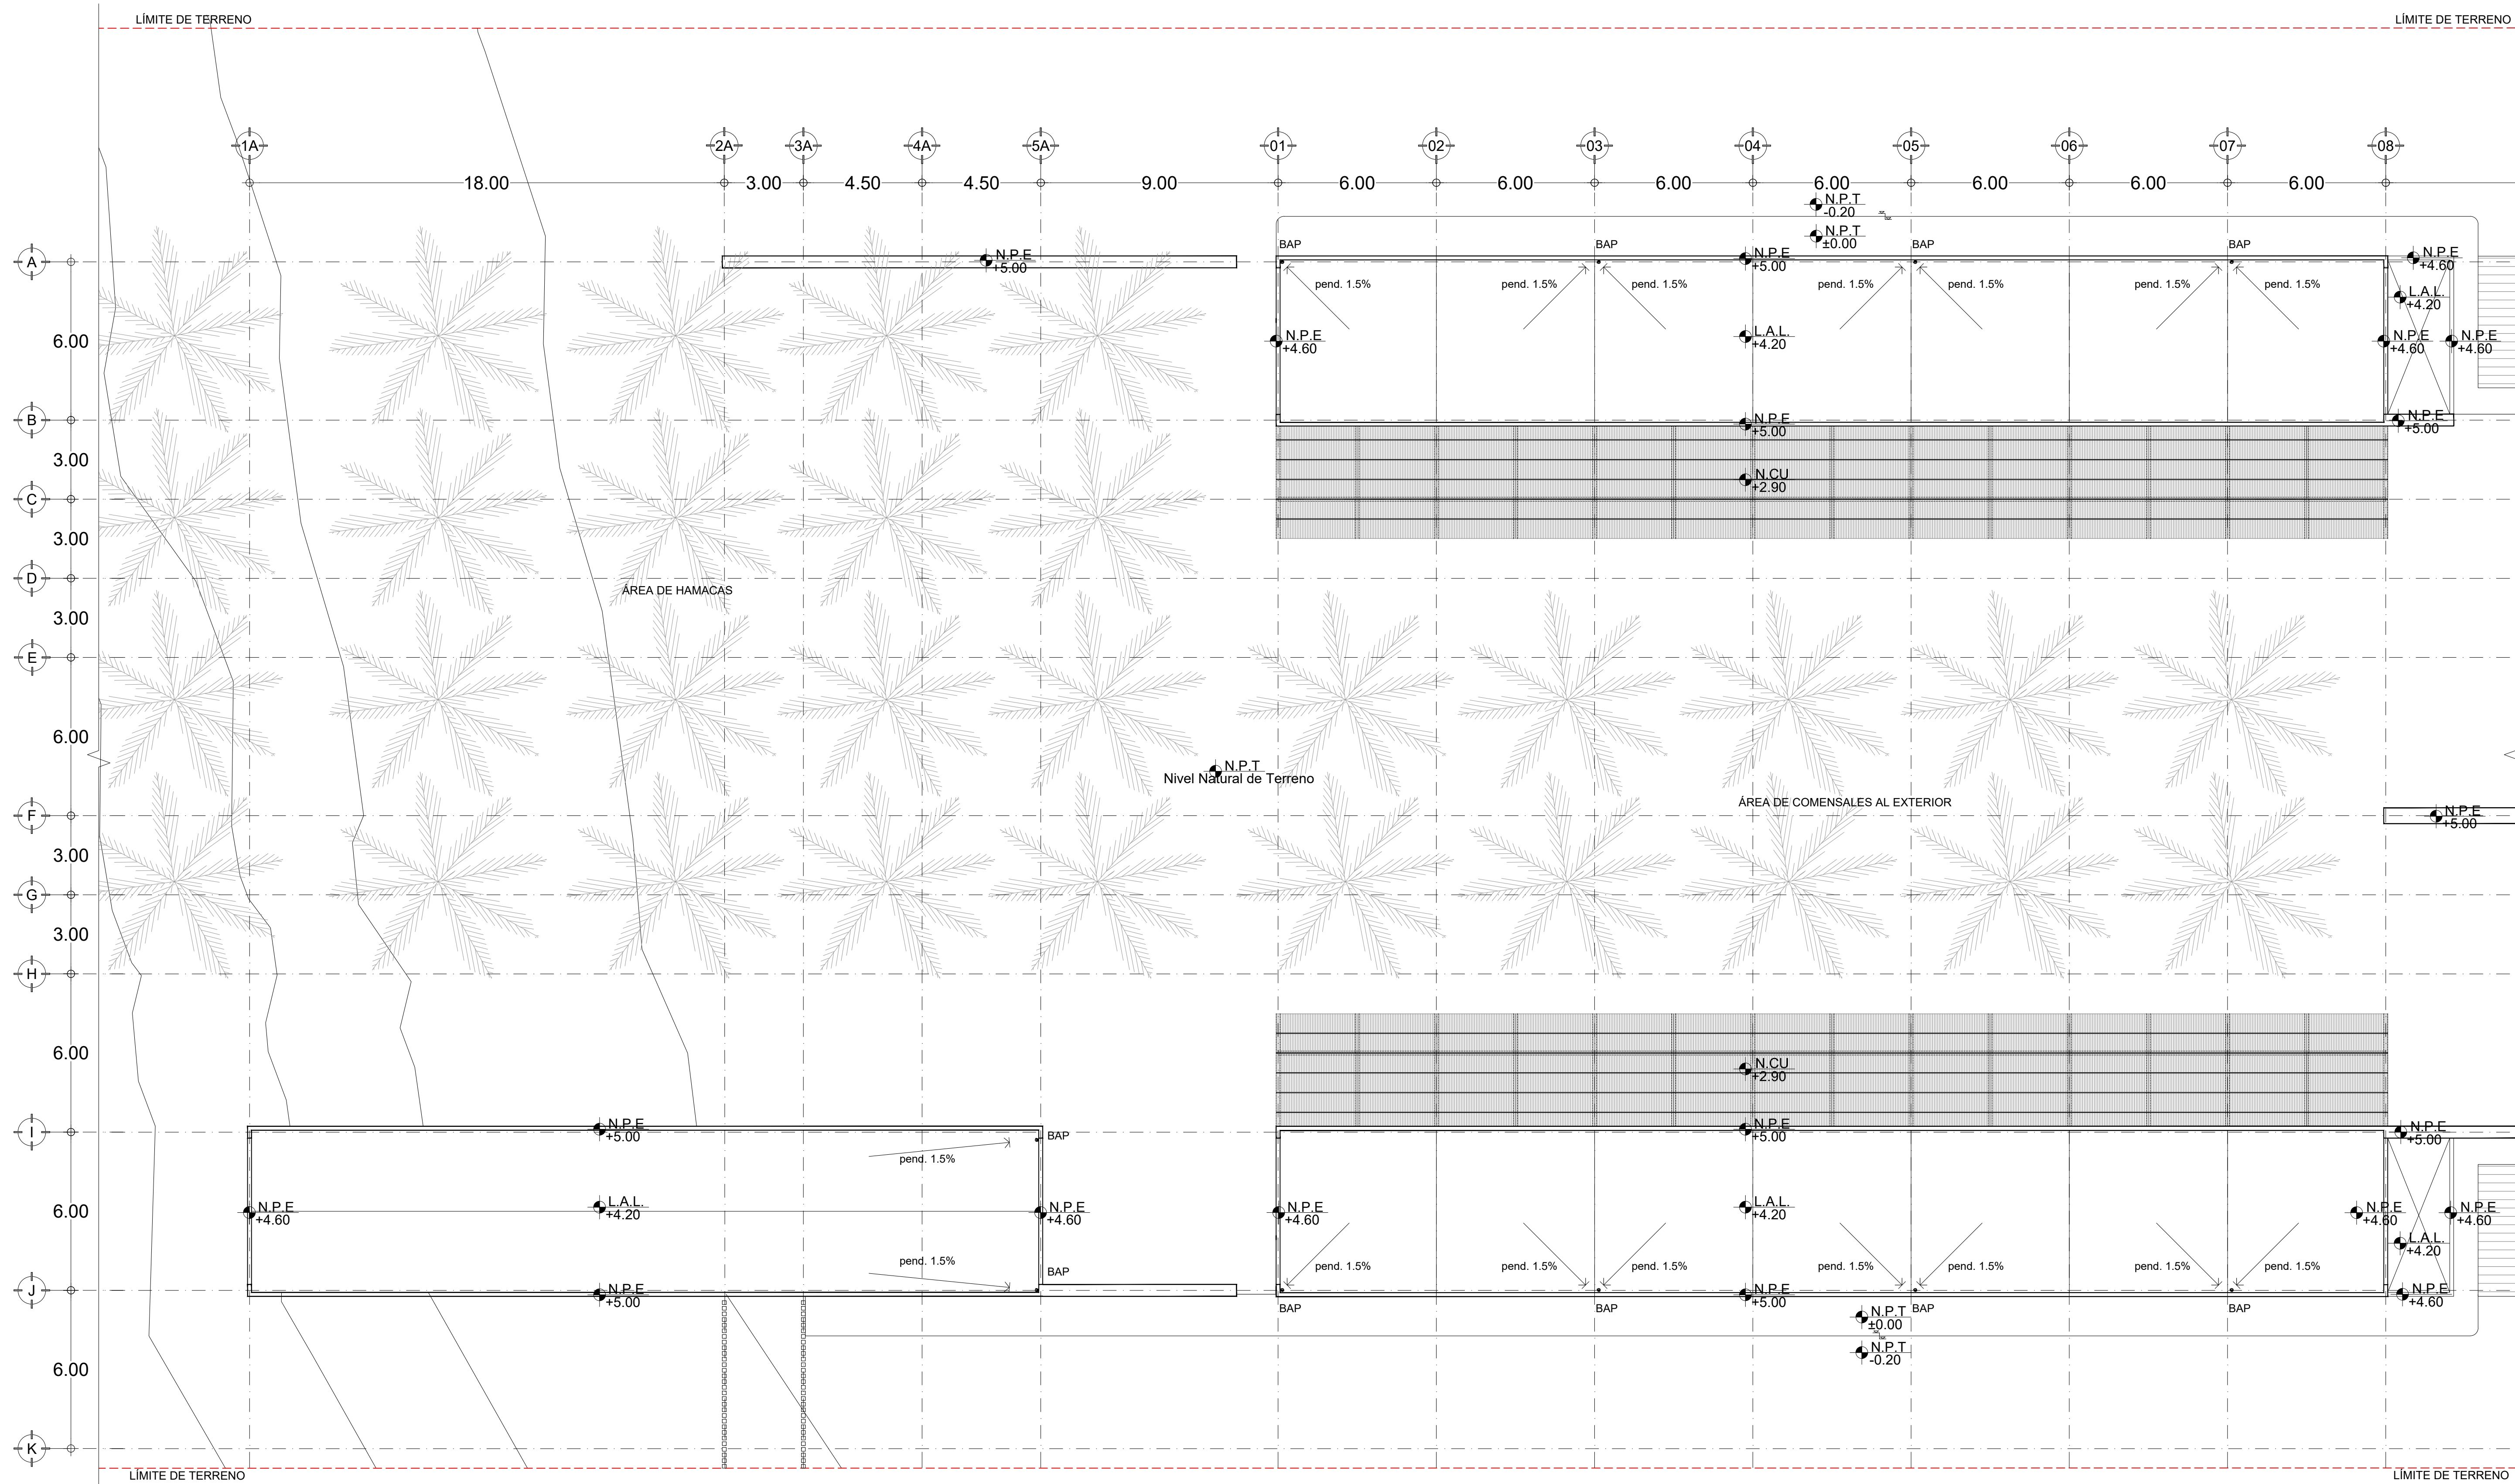 LÍMITE DE TERRENO
LÍMITE DE TERRENO
1A
2A
3A
4A
5A
01
02
03
04
05
06
07
08
18.00
3.00
4.50
4.50
9.00
6.00
6.00
6.00
6.00
6.00
6.00
6.00
N.P.T
-0.20
N.P.T
±0.00
BAP
BAP
BAP
BAP
A
N.P.E
+5.00
N.P.E
+5.00
N.P.E
+4.60
pend. 1.5%
pend. 1.5%
pend. 1.5%
pend. 1.5%
pend. 1.5%
pend. 1.5%
pend. 1.5%
L.A.L.
+4.20
6.00
N.P.E
+4.60
L.A.L.
+4.20
N.P.E
+4.60
N.P.E
+4.60
B
N.P.E
+5.00
N.P.E
+5.00
3.00
N.CU
+2.90
C
3.00
D
ÁREA DE HAMACAS
3.00
E
6.00
N.P.T
Nivel Natural de Terreno
ÁREA DE COMENSALES AL EXTERIOR
F
N.P.E
+5.00
3.00
G
3.00
H
6.00
N.CU
+2.90
I
N.P.E
+5.00
BAP
N.P.E
+5.00
N.P.E
+5.00
pend. 1.5%
6.00
N.P.E
+4.60
L.A.L.
+4.20
N.P.E
+4.60
N.P.E
+4.60
L.A.L.
+4.20
N.P.E
+4.60
N.P.E
+4.60
L.A.L.
+4.20
pend. 1.5%
BAP
pend. 1.5%
pend. 1.5%
pend. 1.5%
pend. 1.5%
pend. 1.5%
pend. 1.5%
pend. 1.5%
J
N.P.E
+5.00
N.P.E
+5.00
N.P.E
+4.60
BAP
BAP
BAP
BAP
N.P.T
±0.00
N.P.T
-0.20
6.00
K
LÍMITE DE TERRENO
LÍMITE DE TERRENO